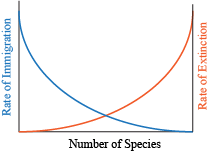 Rate of Immigration
Rate of Extinction
Number of Species